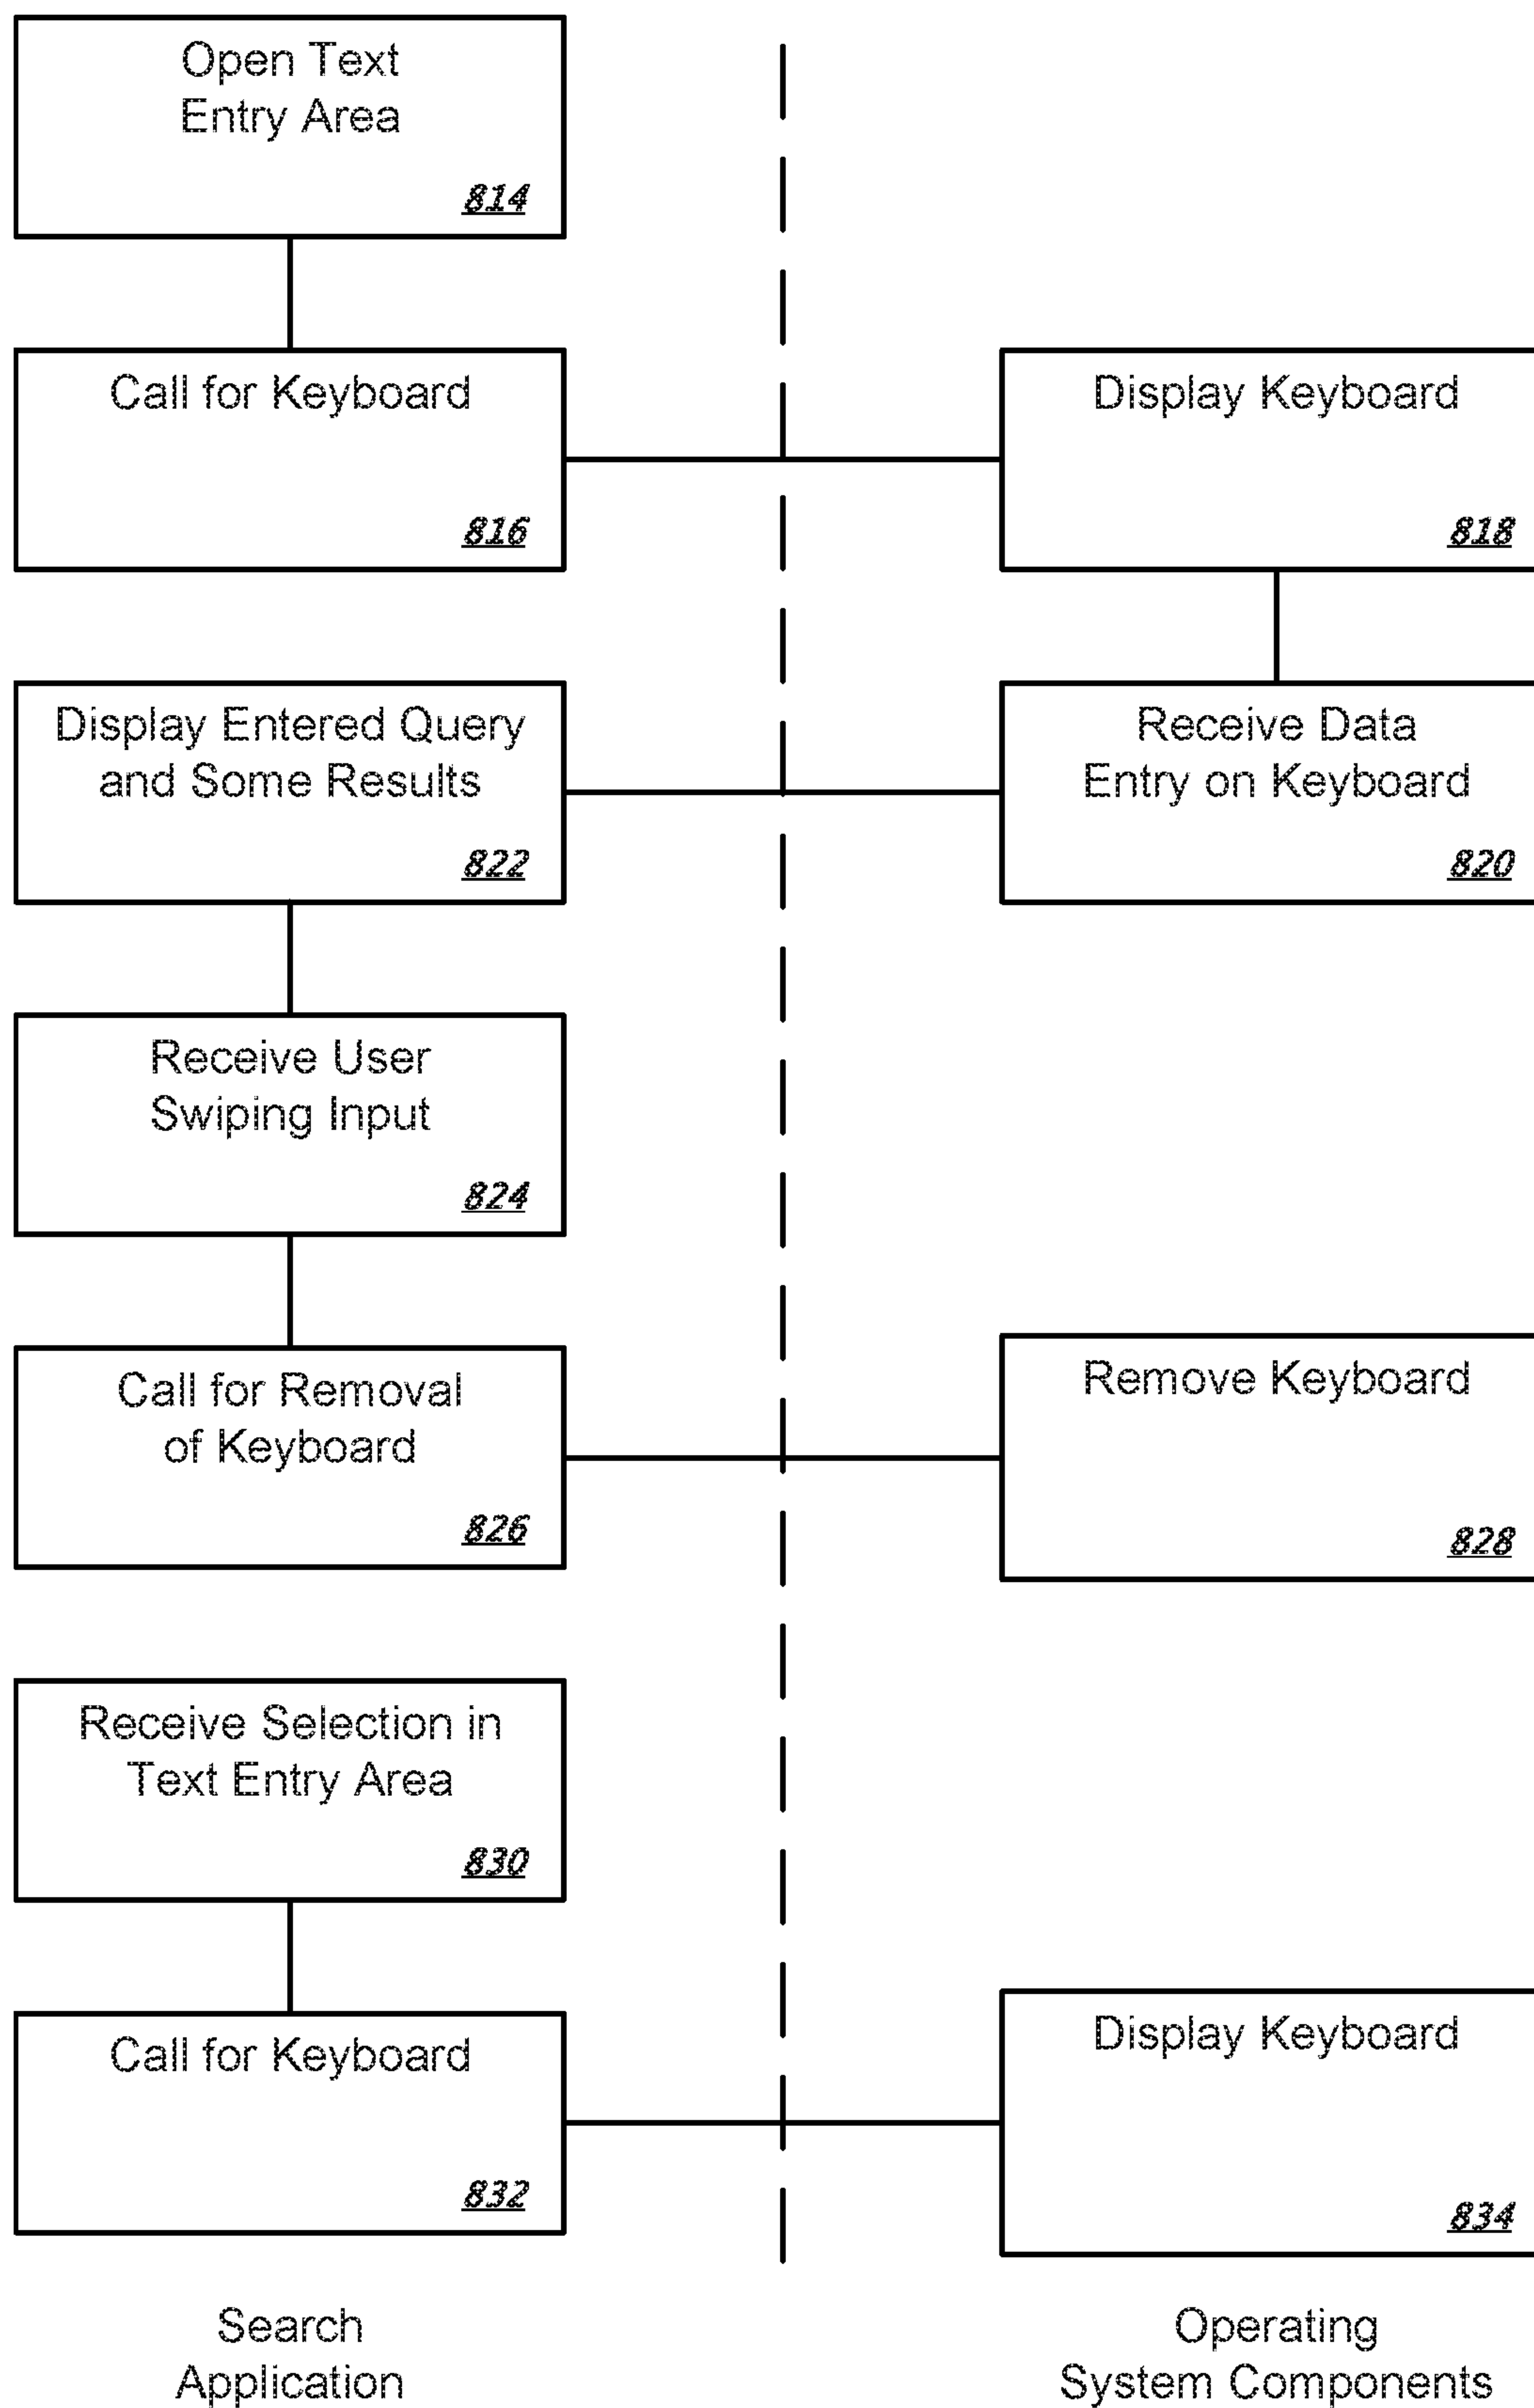 Open Text
Entry Area
814
Call for Keyboard
816
Display Keyboard
818
Display Entered Query
and Some Results
822
Receive Data
Entry on Keyboard
820
Receive User
Swiping Input
824
Call for Removal
of Keyboard
826
Remove Keyboard
828
Receive Selection in
Text Entry Area
830
Call for Keyboard
832
Display Keyboard
834
Search
Application
Operating
System Components